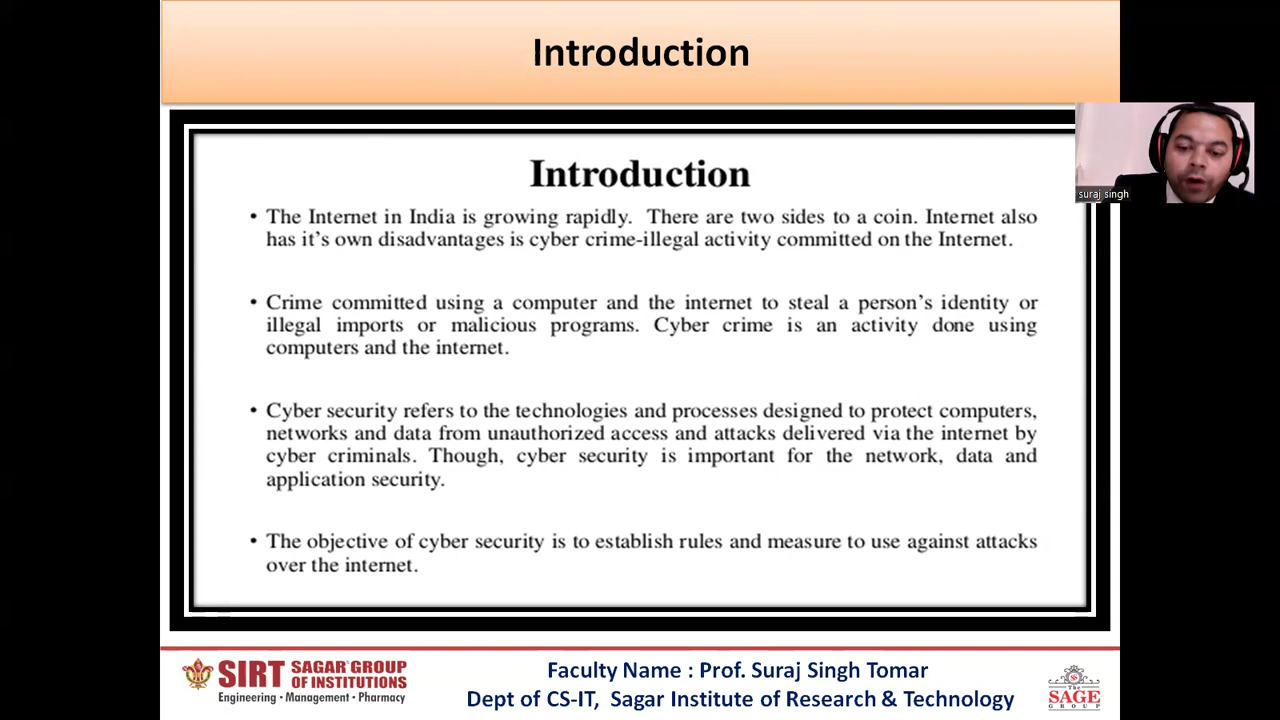 Introduction
Introduction
• The Internet in India is growing rapidly. There are two sides to a coin. Internet also
has it's own disadvantages is cyber crime-illegal activity committed on the Internet.
• Crime committed using a computer and the internet to steal a person's identity or
illegal imports or malicious programs. Cyber crime is an activity done using
computers and the internet.
• Cyber security refers to the technologies and processes designed to protect computers,
networks and data from unauthorized access and attacks delivered via the internet by
cyber criminals. Though, cyber security is important for the network, data and
application security.
• The objective of cyber security is to establish rules and measure to use against attacks
over the internet.
suraj singh
SIRT SAGAR GROUP
OF INSTITUTIONS
Engineering • Management • Pharmacy
Faculty Name : Prof. Suraj Singh Tomar
Dept of CS-IT, Sagar Institute of Research & Technology
The
SAGE
GROUP